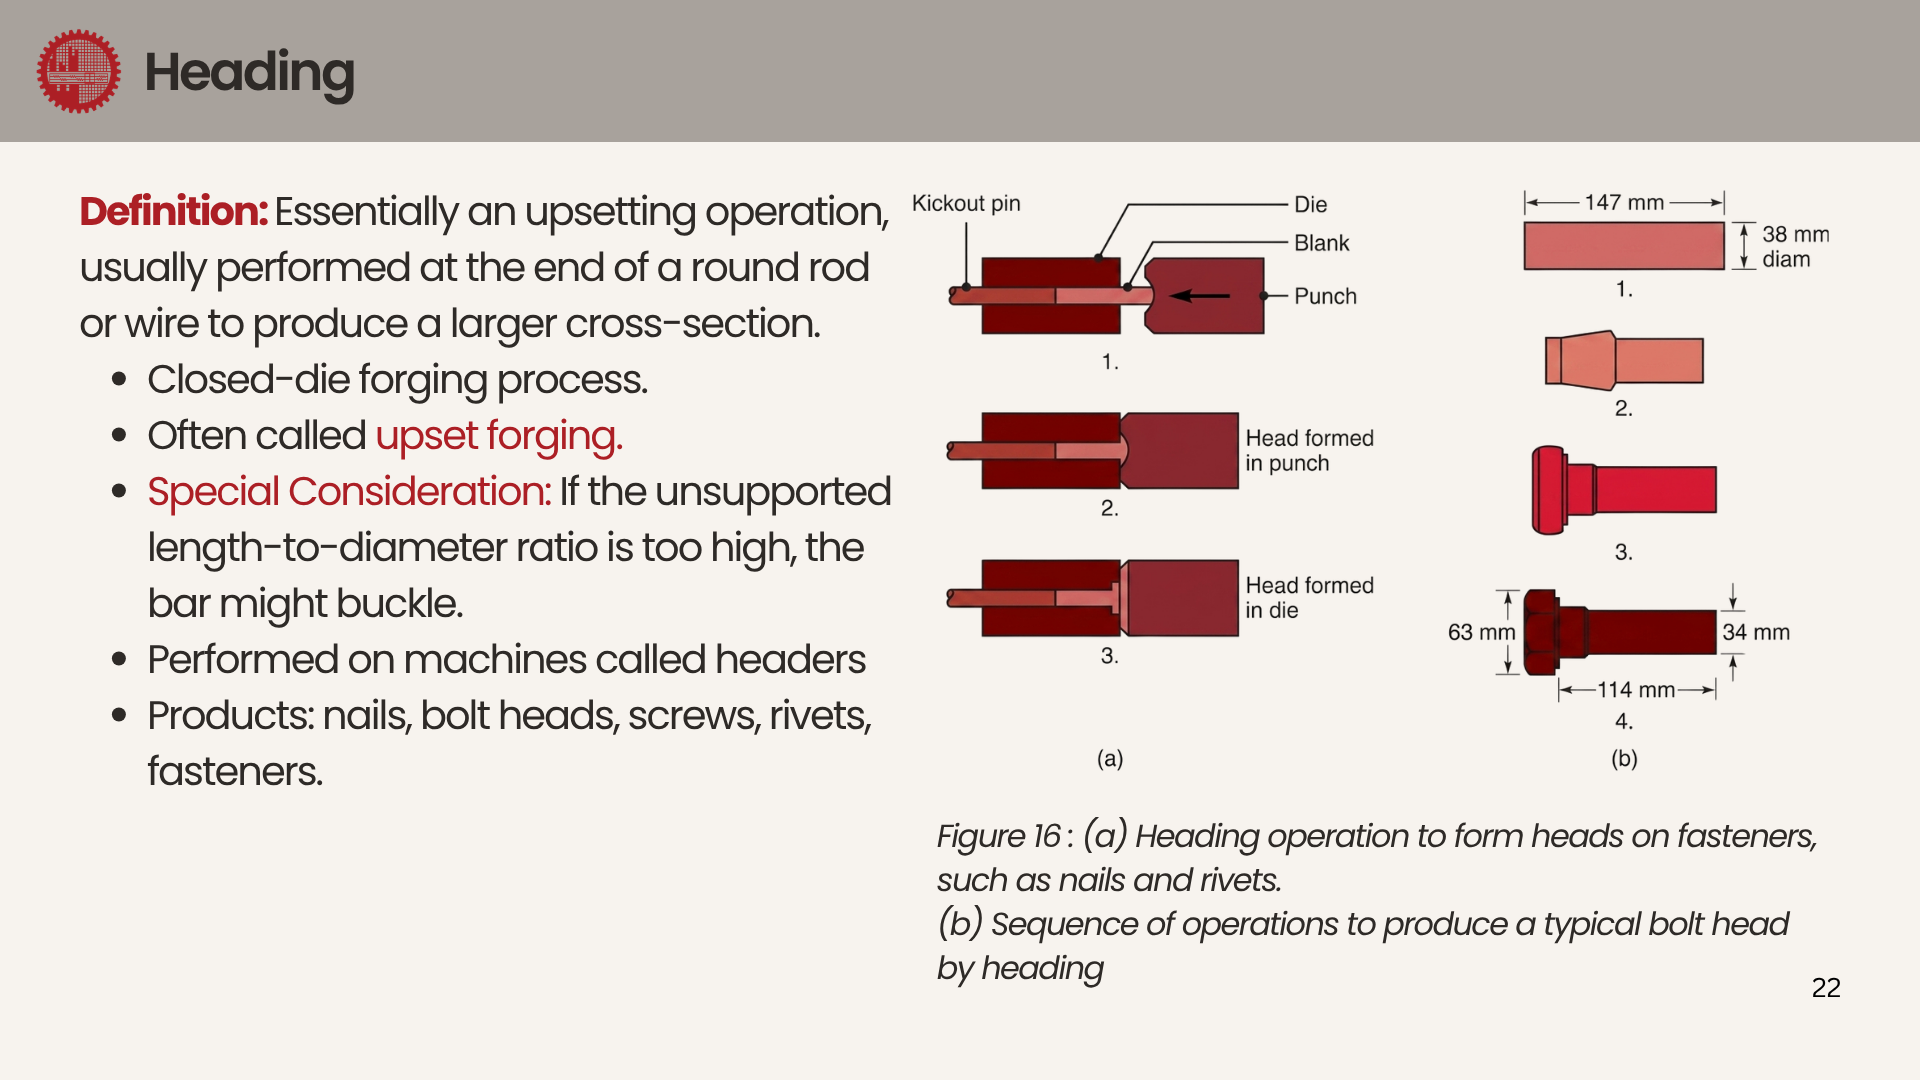 Heading
Definition: Essentially an upsetting operation,
usually performed at the end of a round rod
or wire to produce a larger cross-section.
• Closed-die forging process.
• Often called upset forging.
• Special Consideration: If the unsupported
length-to-diameter ratio is too high, the
bar might buckle.
• Performed on machines called headers
• Products: nails, bolt heads, screws, rivets,
fasteners.
Kickout pin
Die
Blank
Punch
1.
Head formed
in punch
2.
Head formed
in die
3.
(a)
147 mm
38 mm
diam
1.
2.
3.
63 mm
34 mm
114 mm
4.
(b)
Figure 16 : (a) Heading operation to form heads on fasteners,
such as nails and rivets.
(b) Sequence of operations to produce a typical bolt head
by heading
22